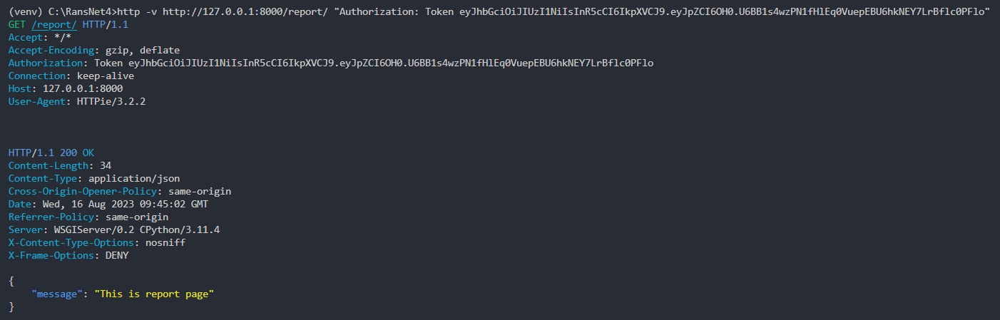 (venv) C:\RansNet4>http -v http://127.0.0.1:8000/report/ "Authorization: Token eyJhbGciOiJIUzI1NiIsInR5cCI6IkpXVCJ9.eyJpZCI6OH0.U6BB1s4wzPN1fHlEq0VuepEBU6hkNEY7LrBflc0PFlo"
GET /report/ HTTP/1.1
Accept: */*
Accept-Encoding: gzip, deflate
Authorization: Token eyJhbGciOiJIUzI1NiIsInR5cCI6IkpXVCJ9.eyJpZCI6OH0.U6BB1s4wzPN1fHlEq0VuepEBU6hkNEY7LrBflc0PFlo
Connection: keep-alive
Host: 127.0.0.1:8000
User-Agent: HTTPie/3.2.2
HTTP/1.1 200 OK
Content-Length: 34
Content-Type: application/json
Cross-Origin-Opener-Policy: same-origin
Date: Wed, 16 Aug 2023 09:45:02 GMT
Referrer-Policy: same-origin
Server: WSGIServer/0.2 CPython/3.11.4
X-Content-Type-Options: nosniff
X-Frame-Options: DENY
{
    "message": "This is report page"
}